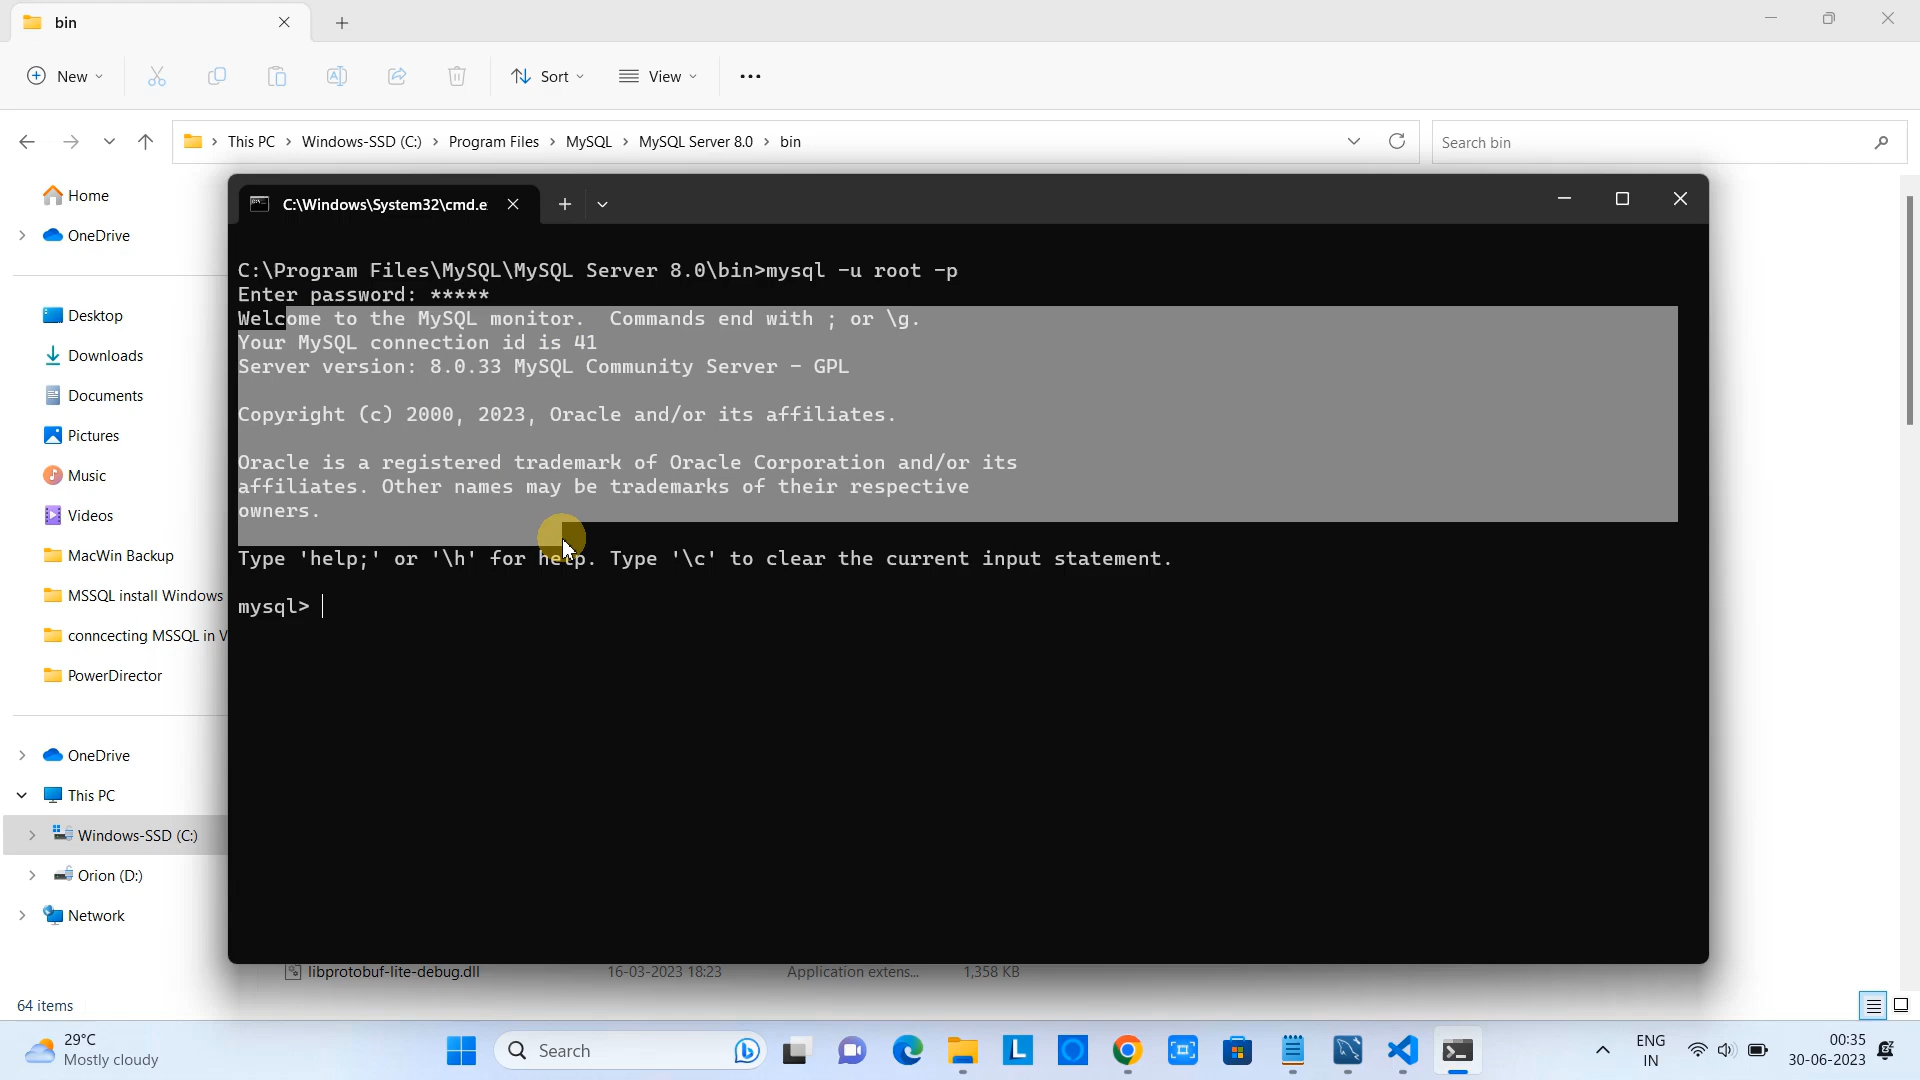 bin
New
Sort
View
This PC
Windows-SSD (C:)
Program Files
MySQL
MySQL Server 8.0
bin
Search bin
Home
OneDrive
Desktop
Downloads
Documents
Pictures
Music
Videos
MacWin Backup
MSSQL install Windows
conncecting MSSQL in V
PowerDirector
OneDrive
This PC
Windows-SSD (C:)
Orion (D:)
Network
C:\Windows\System32\cmd.e
C:\Program Files\MySQL\MySQL Server 8.0\bin>mysql -u root -p
Enter password: *****
Welcome to the MySQL monitor.  Commands end with ; or \g.
Your MySQL connection id is 41
Server version: 8.0.33 MySQL Community Server - GPL
Copyright (c) 2000, 2023, Oracle and/or its affiliates.
Oracle is a registered trademark of Oracle Corporation and/or its
affiliates. Other names may be trademarks of their respective
owners.
Type 'help;' or '\h' for help. Type '\c' to clear the current input statement.
mysql>
libprotobuf-lite-debug.dll 16-03-2023 18:23 Application extens... 1,358 KB
64 items
29°C
Mostly cloudy
Search
ENG
IN
00:35
30-06-2023